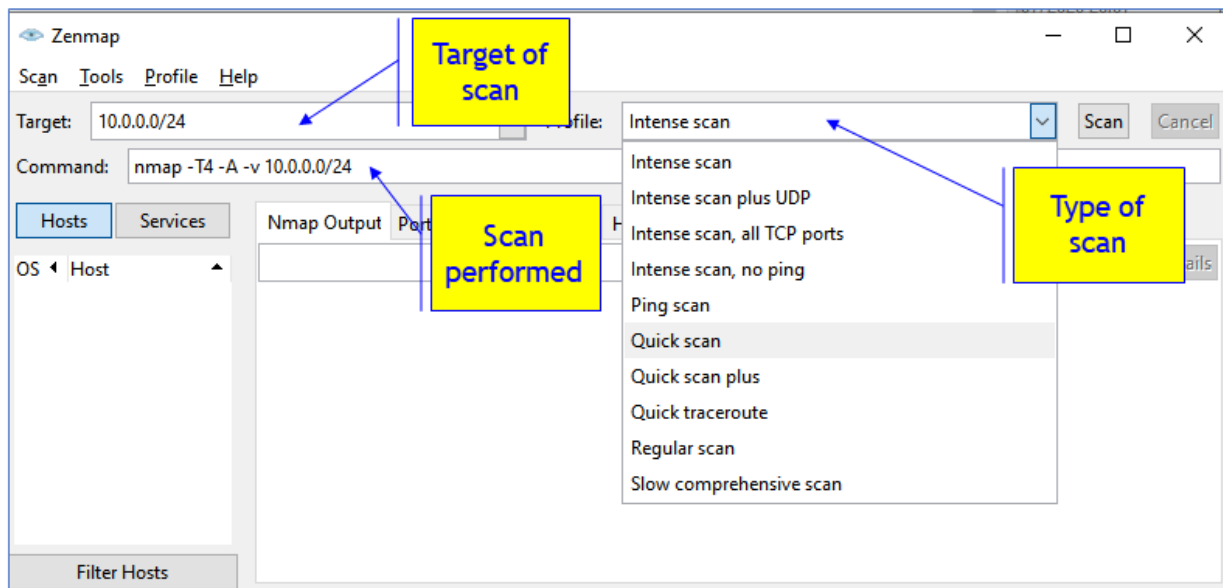 Zenmap
Scan Tools Profile Help
Target of
scan
Target: 10.0.0.0/24
Intense scan
Scan
Cancel
Command: nmap -T4 -A -v 10.0.0.0/24
Intense scan
Intense scan plus UDP
Intense scan, all TCP ports
Intense scan, no ping
Ping scan
Quick scan
Quick scan plus
Quick traceroute
Regular scan
Slow comprehensive scan
Type of
scan
Hosts Services
Nmap Output
Scan
performed
OS Host
Filter Hosts